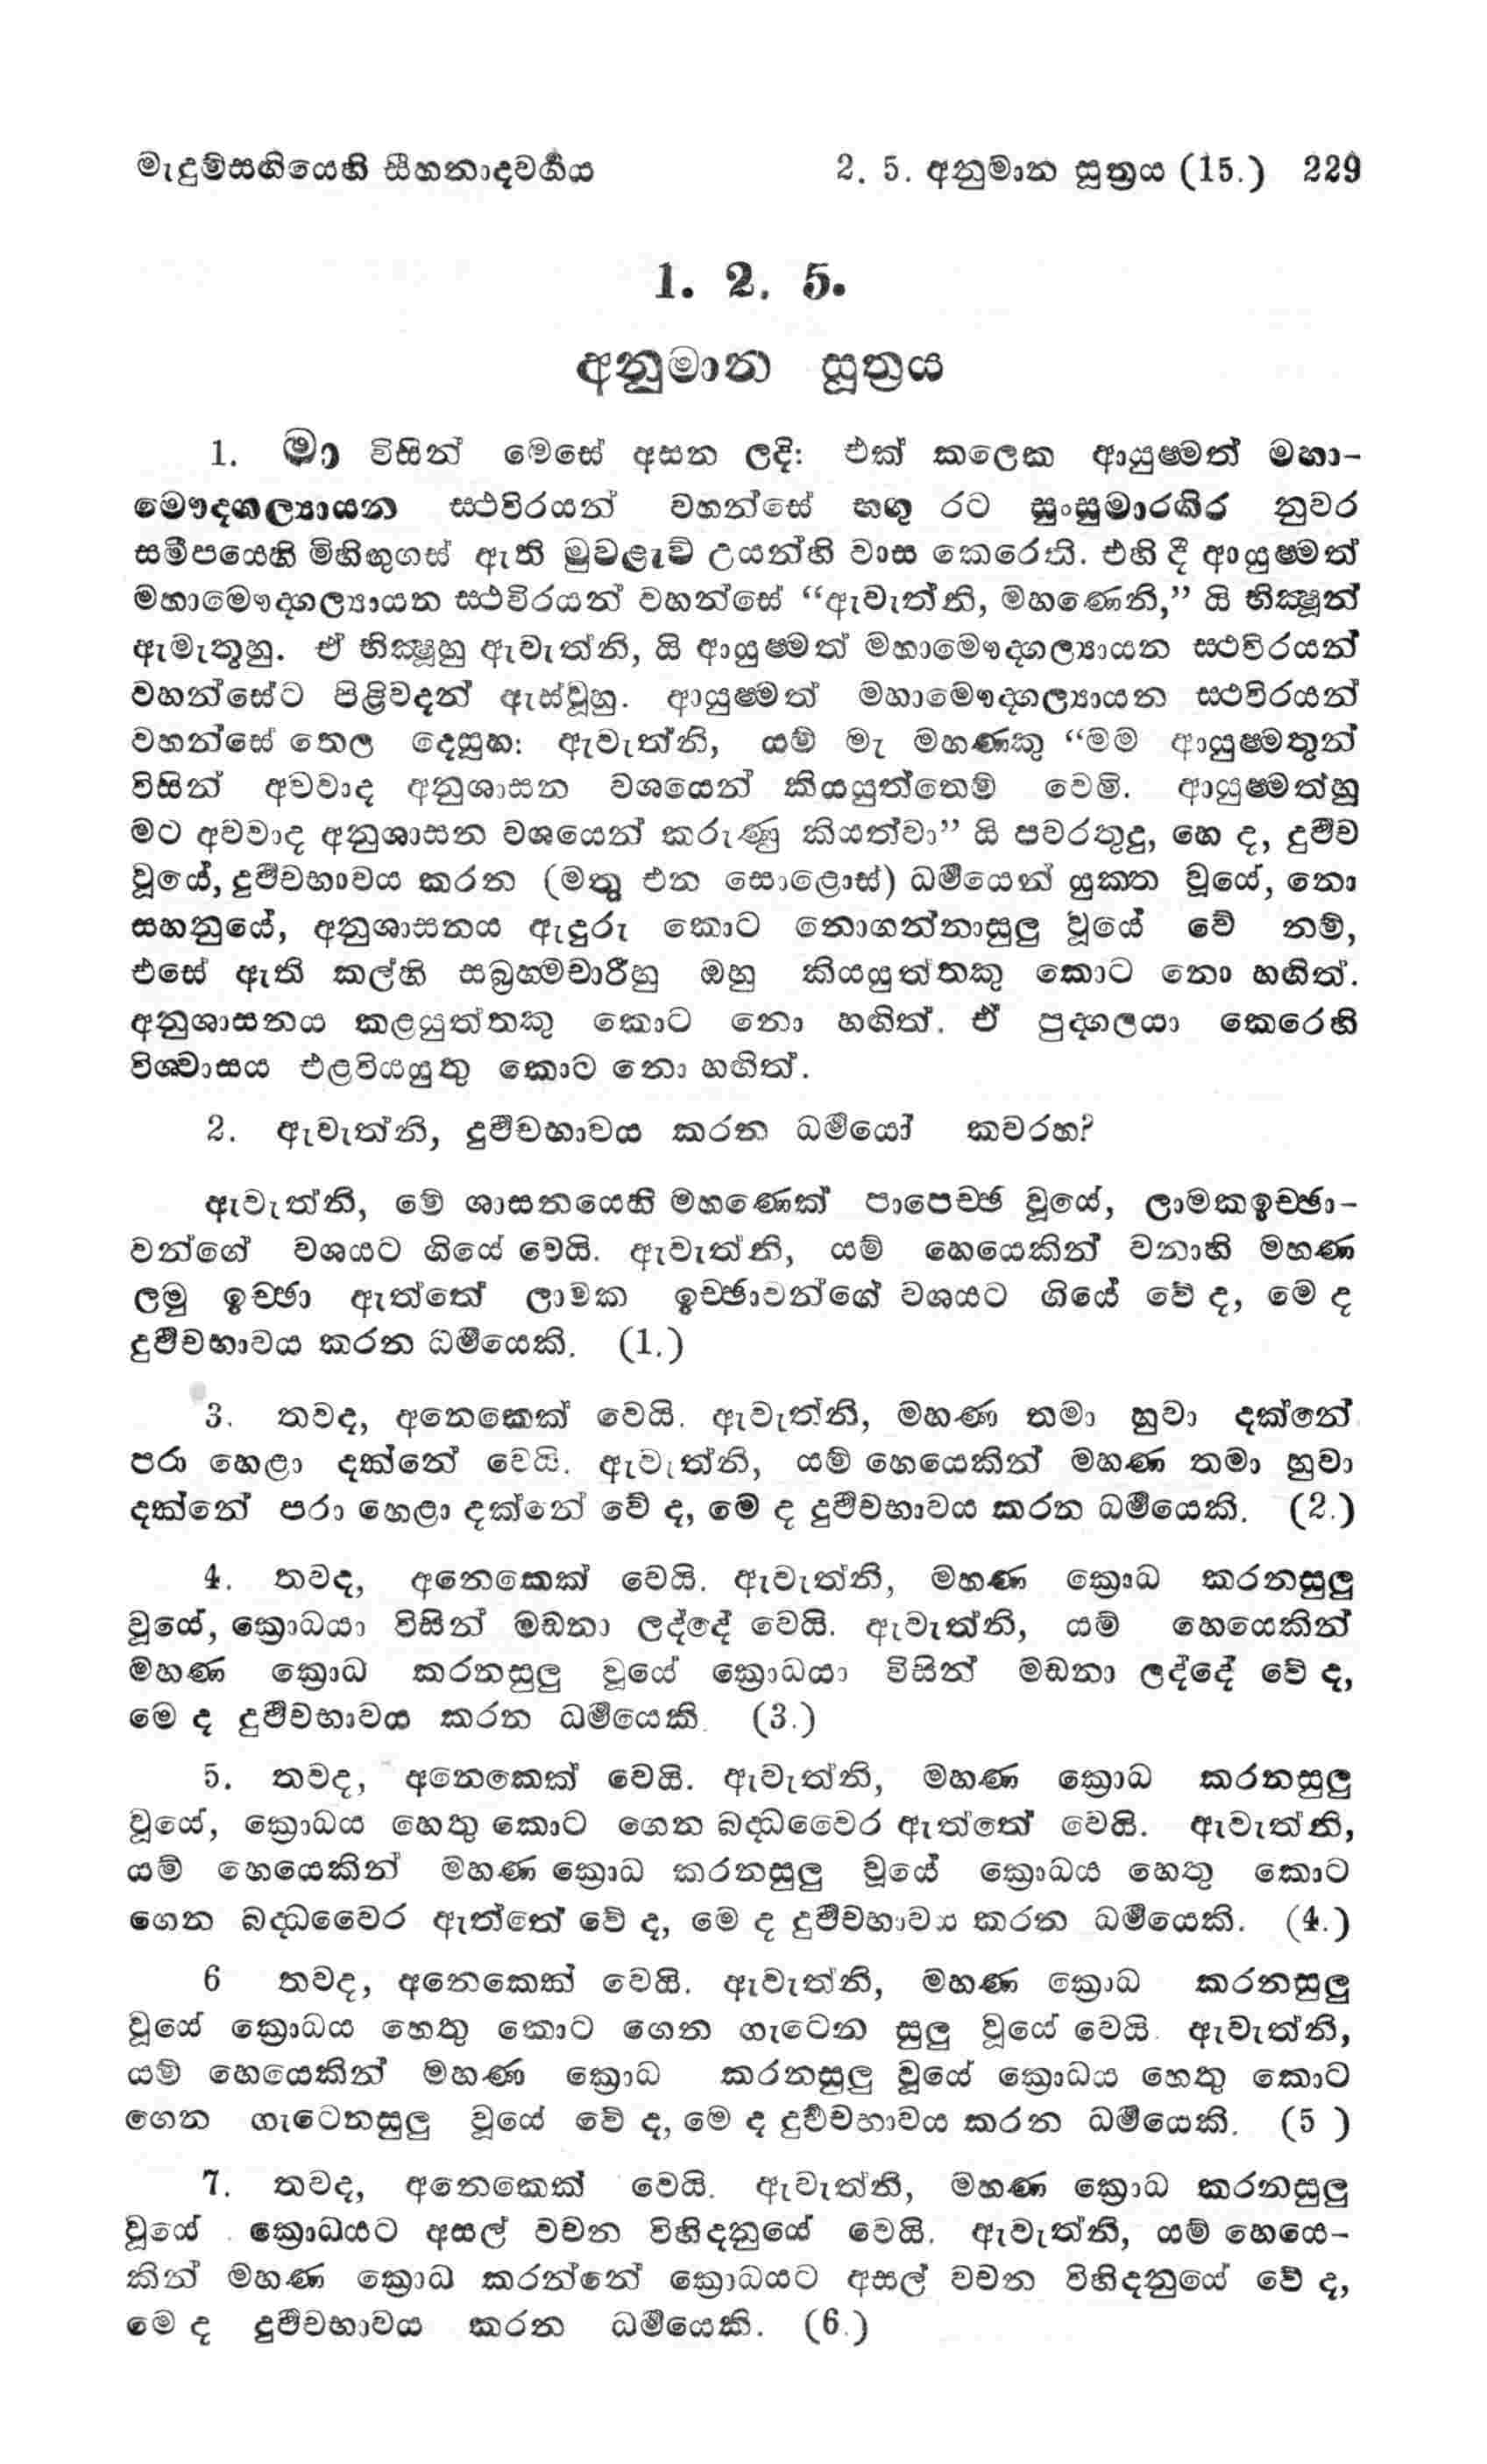 මැදුම්සඟියෙහි සීහනාදවර්‍ගය 2. 5. අනුමාන සූත්‍රය (15.) 229
1. 2. 5.
අනුමාන සූත්‍රය
1. මා විසින් මෙසේ අසන ලදි: එක් කලෙක ආයුෂ්මත් මහා-
මෞද්ගල්‍යායන ස්ථවිරයන් වහන්සේ භගු රට සුංසුමාරගිර නුවර
සමීපයෙහි මිහිඟුගස් ඇති මුවළැව් උයන්හි වාස කෙරෙති. එහි දී ආයුෂ්මත්
මහාමෞද්ගල්‍යායන ස්ථවිරයන් වහන්සේ “ඇවැත්නි, මහණෙනි,” යි භික්‍ෂූන්
ඇමැතූහු. ඒ භික්‍ෂූහු ඇවැත්නි, යි ආයුෂ්මත් මහාමෞද්ගල්‍යායන ස්ථවිරයන්
වහන්සේට පිළිවදන් ඇස්වූහු. ආයුෂ්මත් මහාමෞද්ගල්‍යායන ස්ථවිරයන්
වහන්සේ තෙල දෙසූහ: ඇවැත්නි, යම් මැ මහණකු “මම ආයුෂ්මතුන්
විසින් අවවාද අනුශාසන වශයෙන් කියයුත්තෙම් වෙමි. ආයුෂ්මත්හු
මට අවවාද අනුශාසන වශයෙන් කරුණු කියත්වා” යි පවරතුදු, හෙ ද, දුර්‍වච
වූයේ, දුර්‍වචභාවය කරන (මතු එන සොළොස්) ධර්‍මයෙන් යුක්ත වූයේ, නො
සහනුයේ, අනුශාසනය ඇදුරු කොට නොගන්නාසුලු වූයේ වේ නම්,
එසේ ඇති කල්හි සබ්‍රහ්මචාරීහු ඔහු කියයුත්තකු කොට නො හඟිත්.
අනුශාසනය කළයුත්තකු කොට නො හඟිත්. ඒ පුද්ගලයා කෙරෙහි
විශ්වාසය එළවියයුතු කොට නො හඟිත්.
2. ඇවැත්නි, දුර්‍වචභාවය කරන ධර්‍මයෝ කවරහ?
ඇවැත්නි, මේ ශාසනයෙහි මහණෙක් පාපෙච්ඡ වූයේ, ලාමකඉච්ඡා-
වන්ගේ වශයට ගියේ වෙයි. ඇවැත්නි, යම් හෙයෙකින් වනාහි මහණ
ලමු ඉච්ඡා ඇත්තේ ලාමක ඉච්ඡාවන්ගේ වශයට ගියේ වේ ද, මෙ ද
දුර්‍වචභාවය කරන ධර්‍මයෙකි. (1.)
3. තවද, අනෙකෙක් වෙයි. ඇවැත්නි, මහණ තමා හුවා දක්නේ
පරා හෙළා දක්නේ වෙයි. ඇවැත්නි, යම් හෙයෙකින් මහණ තමා හුවා
දක්නේ පරා හෙළා දක්නේ වේ ද, මේ ද දුර්‍වචභාවය කරන ධර්‍මයෙකි. (2.)
4. තවද, අනෙකෙක් වෙයි. ඇවැත්නි, මහණ ක්‍රොධ කරනසුලු
වූයේ, ක්‍රොධයා විසින් මඩනා ලද්දේ වෙයි. ඇවැත්නි, යම් හෙයෙකින්
මහණ ක්‍රොධ කරනසුලු වූයේ ක්‍රොධයා විසින් මඩනා ලද්දේ වේ ද,
මෙ ද දුර්‍වචභාවය කරන ධර්‍මයෙකි. (3.)
5. තවද, අනෙකෙක් වෙයි. ඇවැත්නි, මහණ ක්‍රොධ කරනසුලු
වූයේ, ක්‍රොධය හෙතු කොට ගෙන බද්ධවෛර ඇත්තේ වෙයි. ඇවැත්නි,
යම් හෙයෙකින් මහණ ක්‍රොධ කරනසුලු වූයේ ක්‍රොධය හෙතු කොට
ගෙන බද්ධවෛර ඇත්තේ වේ ද, මෙ ද දුර්‍වචභාවය කරන ධර්‍මයෙකි. (4.)
6 තවද, අනෙකෙක් වෙයි. ඇවැත්නි, මහණ ක්‍රොධ කරනසුලු
වූයේ ක්‍රොධය හෙතු කොට ගෙන ගැටෙන සුලු වූයේ වෙයි. ඇවැත්නි,
යම් හෙයෙකින් මහණ ක්‍රොධ කරනසුලු වූයේ ක්‍රොධය හෙතු කොට
ගෙන ගැටෙනසුලු වූයේ වේ ද, මෙ ද දුර්‍වචභාවය කරන ධර්‍මයෙකි. (5 )
7. තවද, අනෙකෙක් වෙයි. ඇවැත්නි, මහණ ක්‍රොධ කරනසුලු
වූයේ ක්‍රොධයට අසල් වචන විහිදනුයේ වෙයි. ඇවැත්නි, යම් හෙයෙ-
කින් මහණ ක්‍රොධ කරන්නේ ක්‍රොධයට අසල් වචන විහිදනුයේ වේ ද,
මෙ ද දුර්‍වචභාවය කරන ධර්‍මයෙකි. (6.)